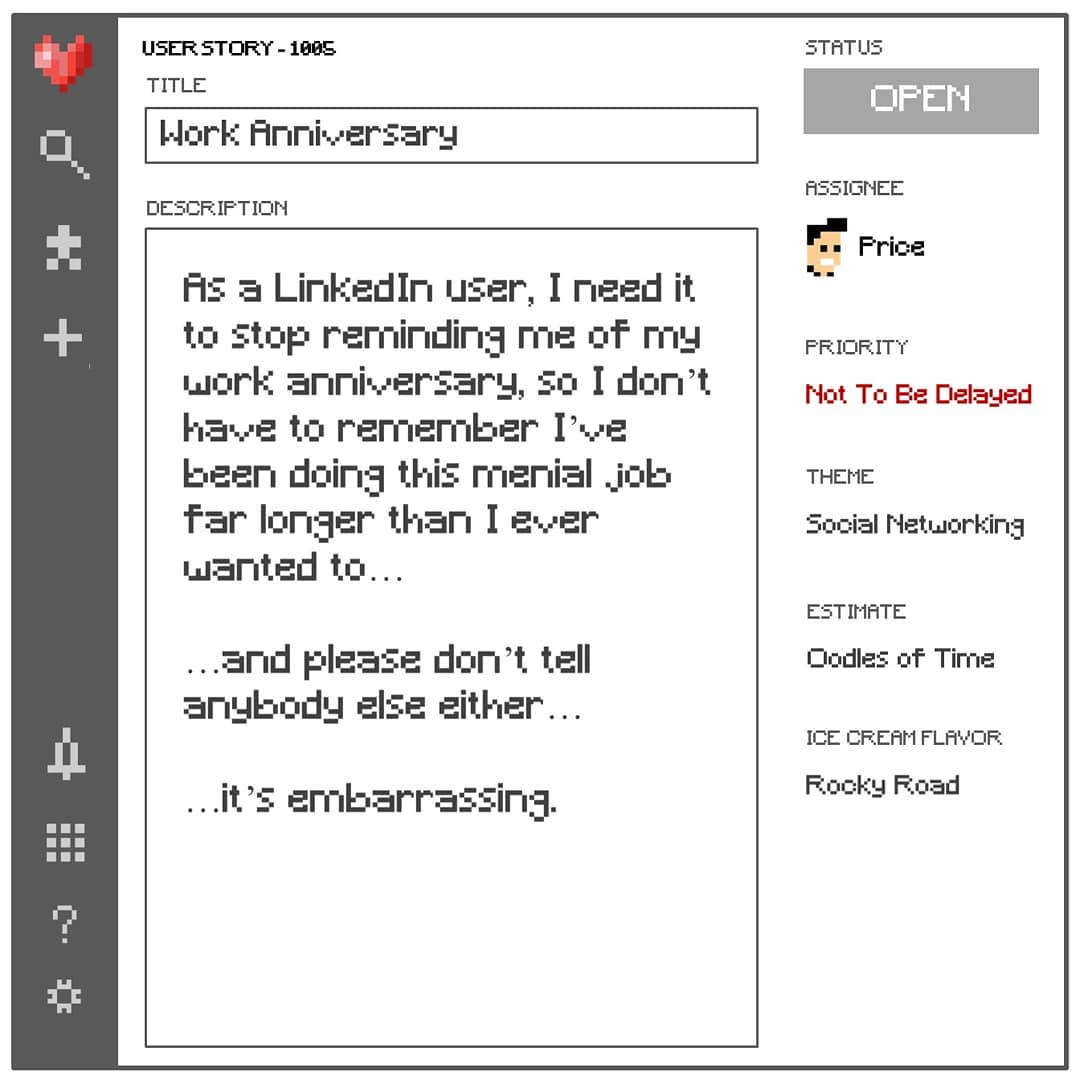 USER STORY - 1005
TITLE
Work Anniversary
DESCRIPTION
As a LinkedIn user, I need it
to stop reminding me of my
work anniversary, so I don't
have to remember I've
been doing this menial job
far longer than I ever
wanted to...
...and please don't tell
anybody else either...
...it's embarrassing.
STATUS
OPEN
ASSIGNEE
Price
PRIORITY
Not To Be Delayed
THEME
Social Networking
ESTIMATE
Oodles of Time
ICE CREAM FLAVOR
Rocky Road
?